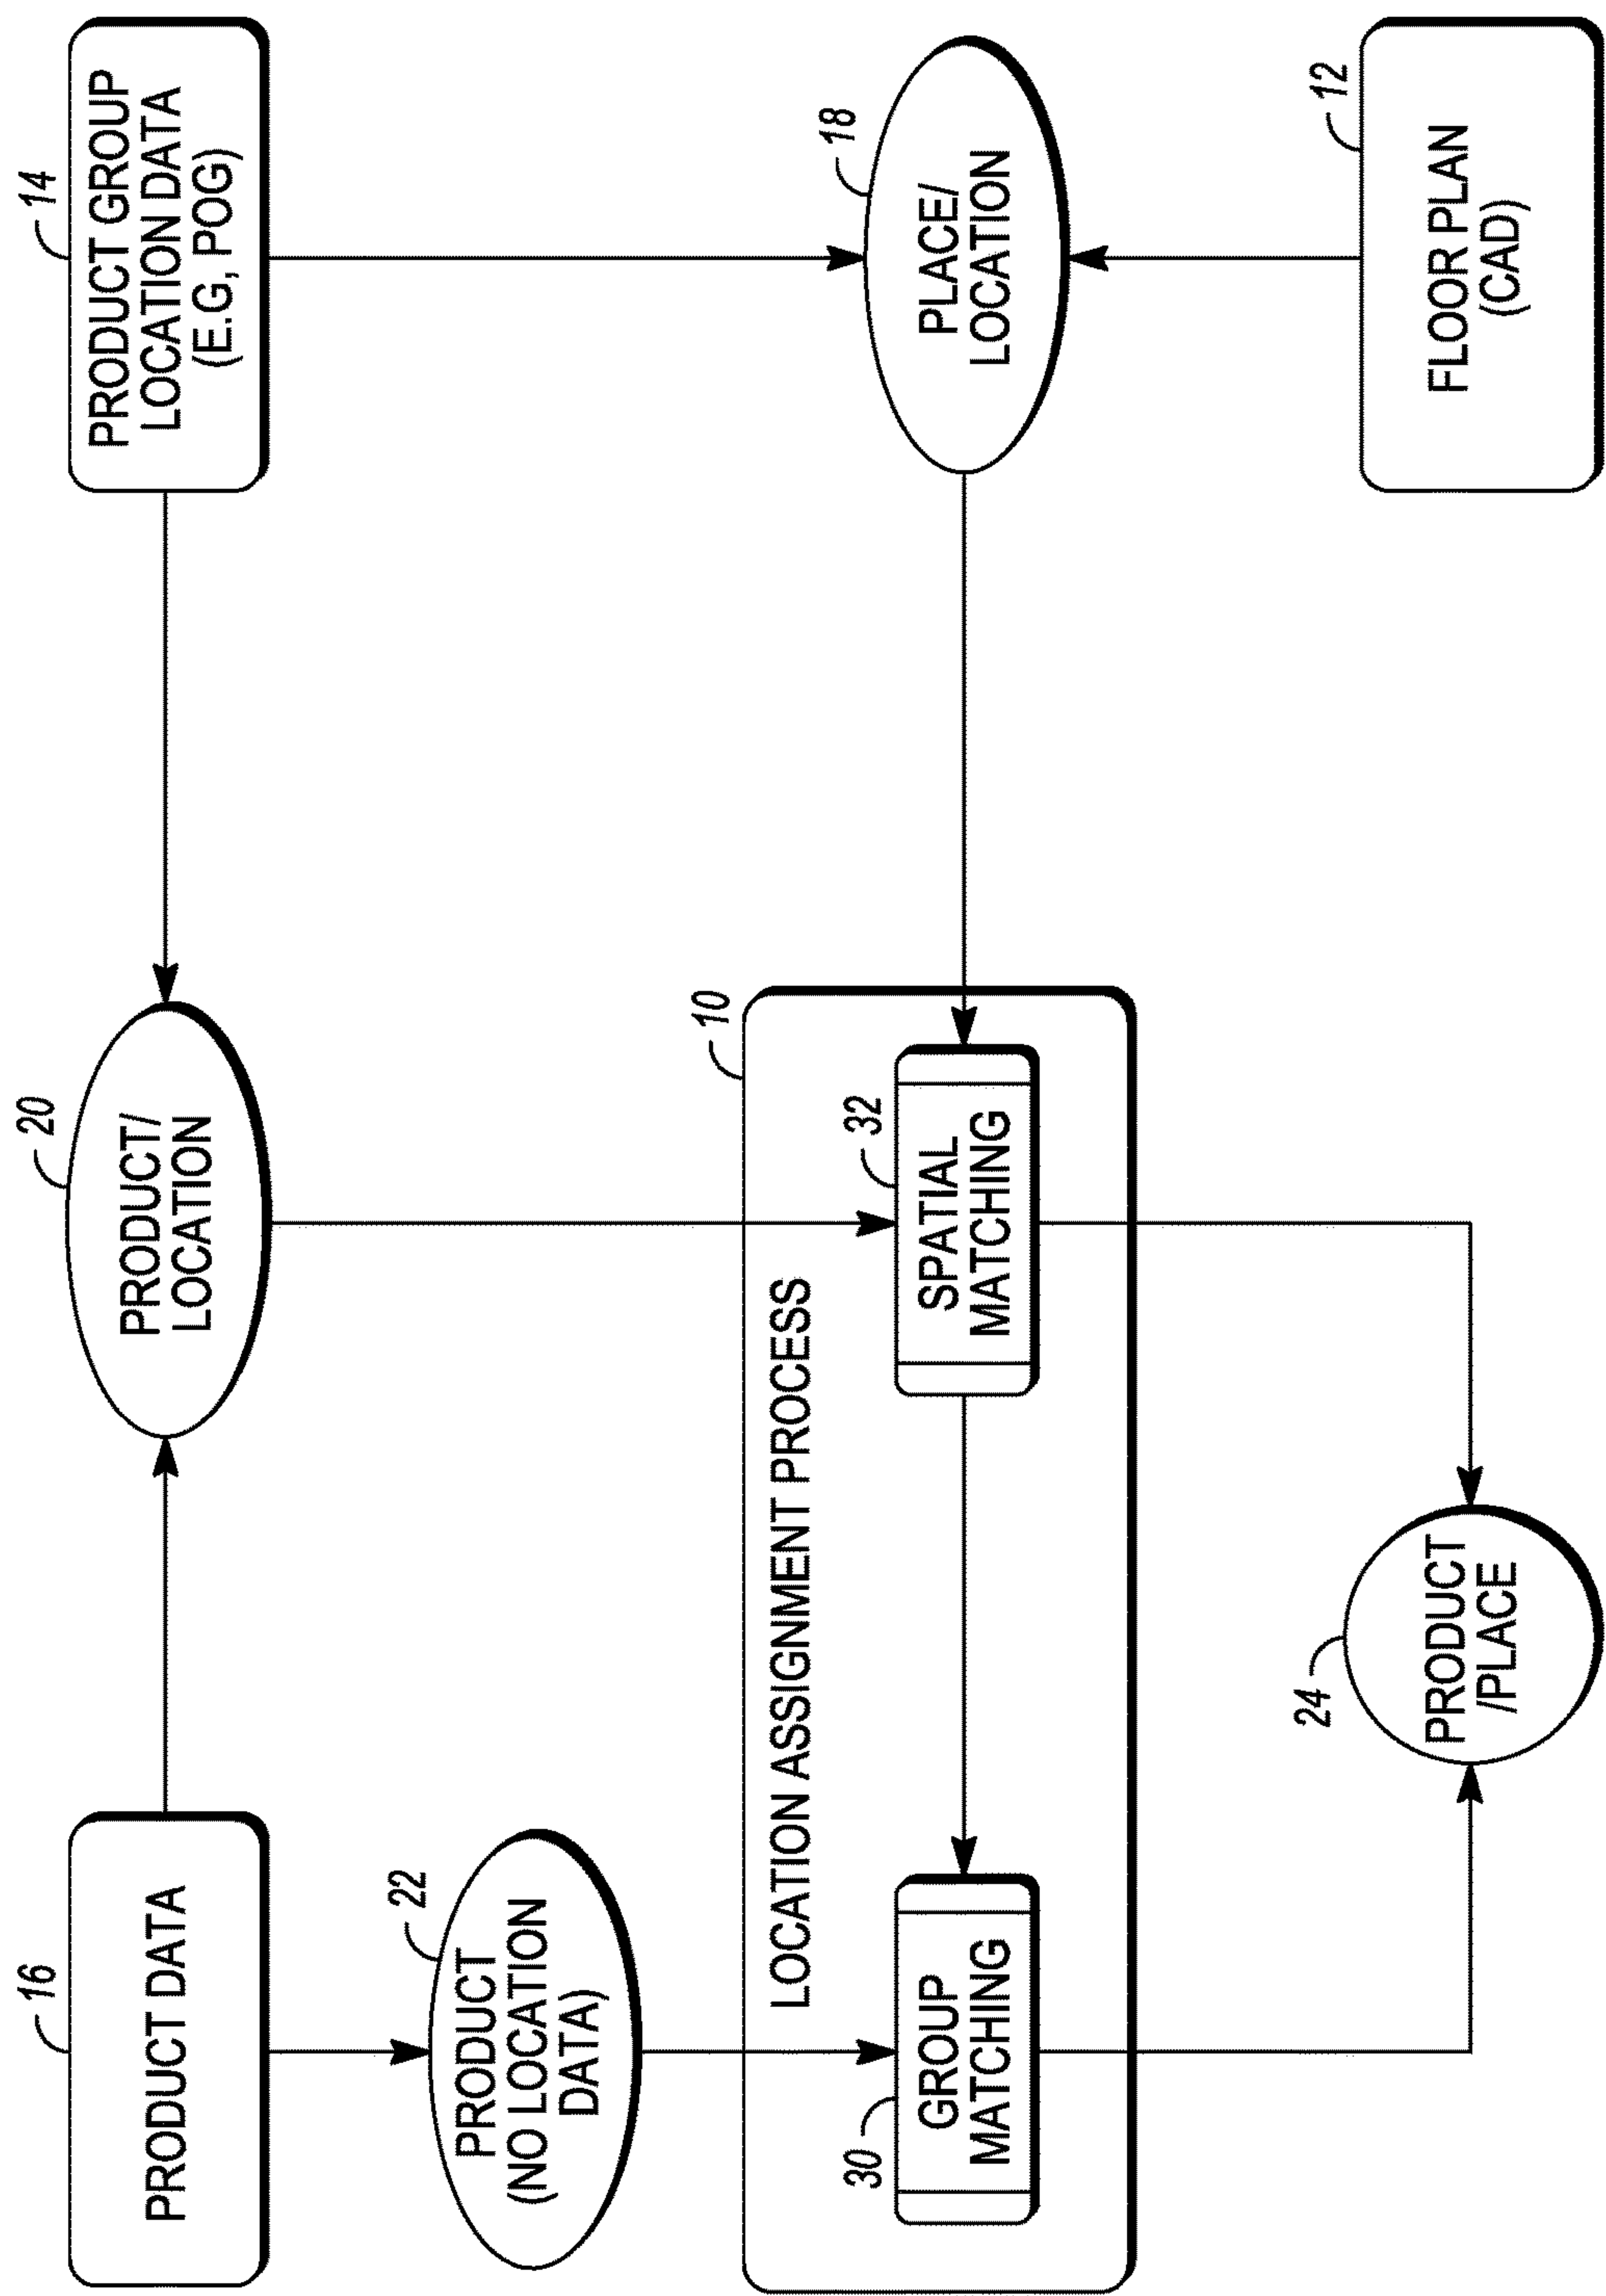 16
PRODUCT DATA
20
PRODUCT/
LOCATION
14
PRODUCT GROUP
LOCATION DATA
(E.G, POG)
22
PRODUCT
(NO LOCATION
DATA)
10
LOCATION ASSIGNMENT PROCESS
30
GROUP
MATCHING
32
SPATIAL
MATCHING
18
PLACE/
LOCATION
24
PRODUCT
/PLACE
12
FLOOR PLAN
(CAD)